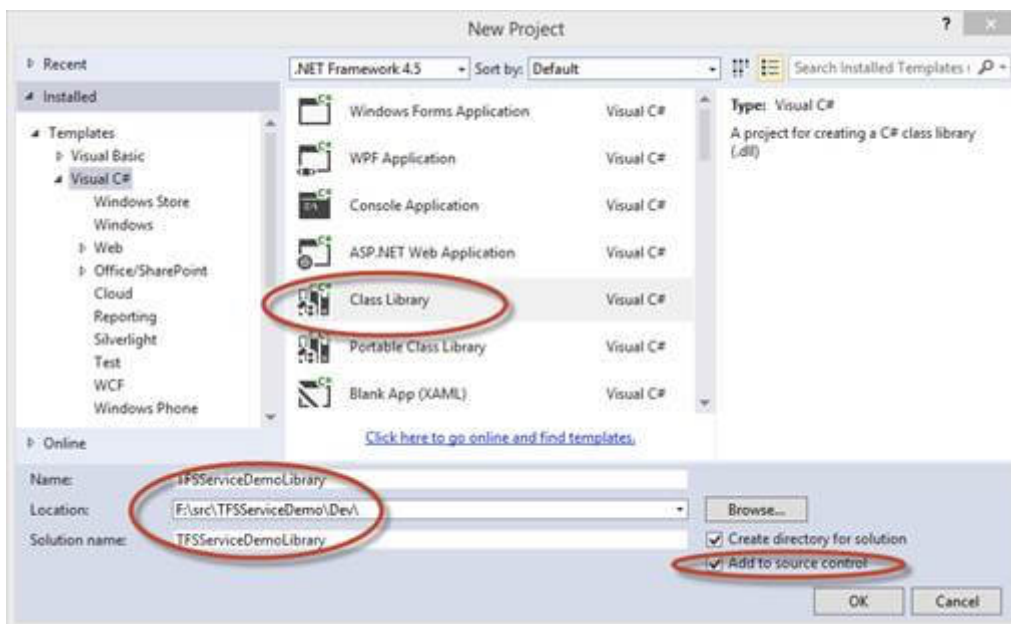 New Project
?
Recent
.NET Framework 4.5
Sort by: Default
Search Installed Templates
Installed
Templates
Visual Basic
Visual C#
Windows Store
Windows
Web
Office/SharePoint
Cloud
Reporting
Silverlight
Test
WCF
Windows Phone
Online
Windows Forms Application Visual C#
WPF Application Visual C#
Console Application Visual C#
ASP.NET Web Application Visual C#
Class Library Visual C#
Portable Class Library Visual C#
Blank App (XAML) Visual C#
Click here to go online and find templates.
Type: Visual C#
A project for creating a C# class library
(.dll)
Name: TFSServiceDemoLibrary
Location: F:\src\TFSServiceDemo\Dev\
Browse...
Solution name: TFSServiceDemoLibrary
Create directory for solution
Add to source control
OK
Cancel